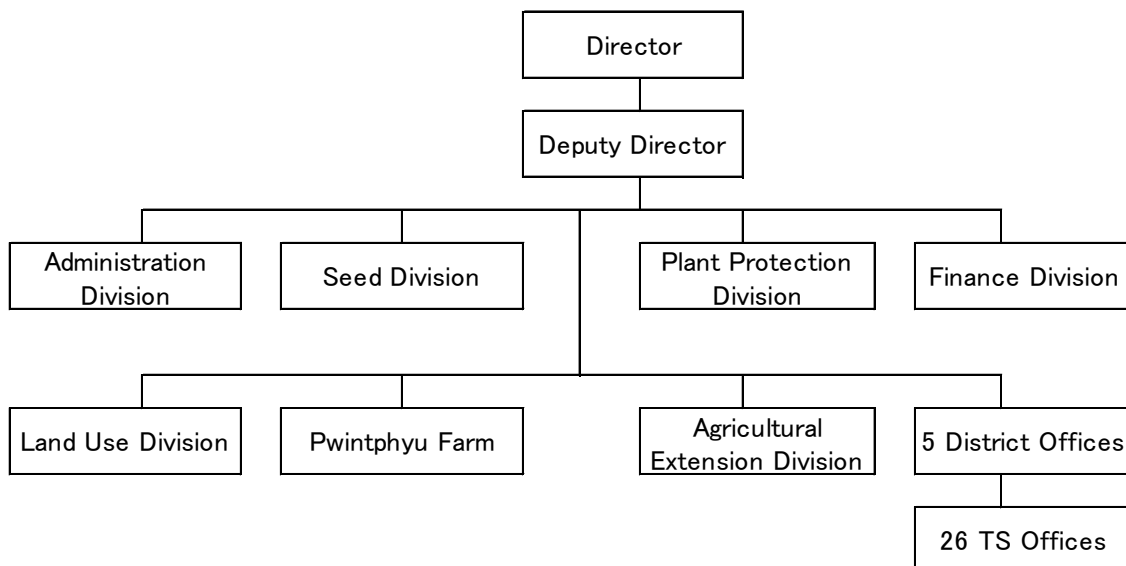 Director
Deputy Director
Administration
Division
Seed Division
Plant Protection
Division
Finance Division
Land Use Division
Pwintphyu Farm
Agricultural
Extension Division
5 District Offices
26 TS Offices